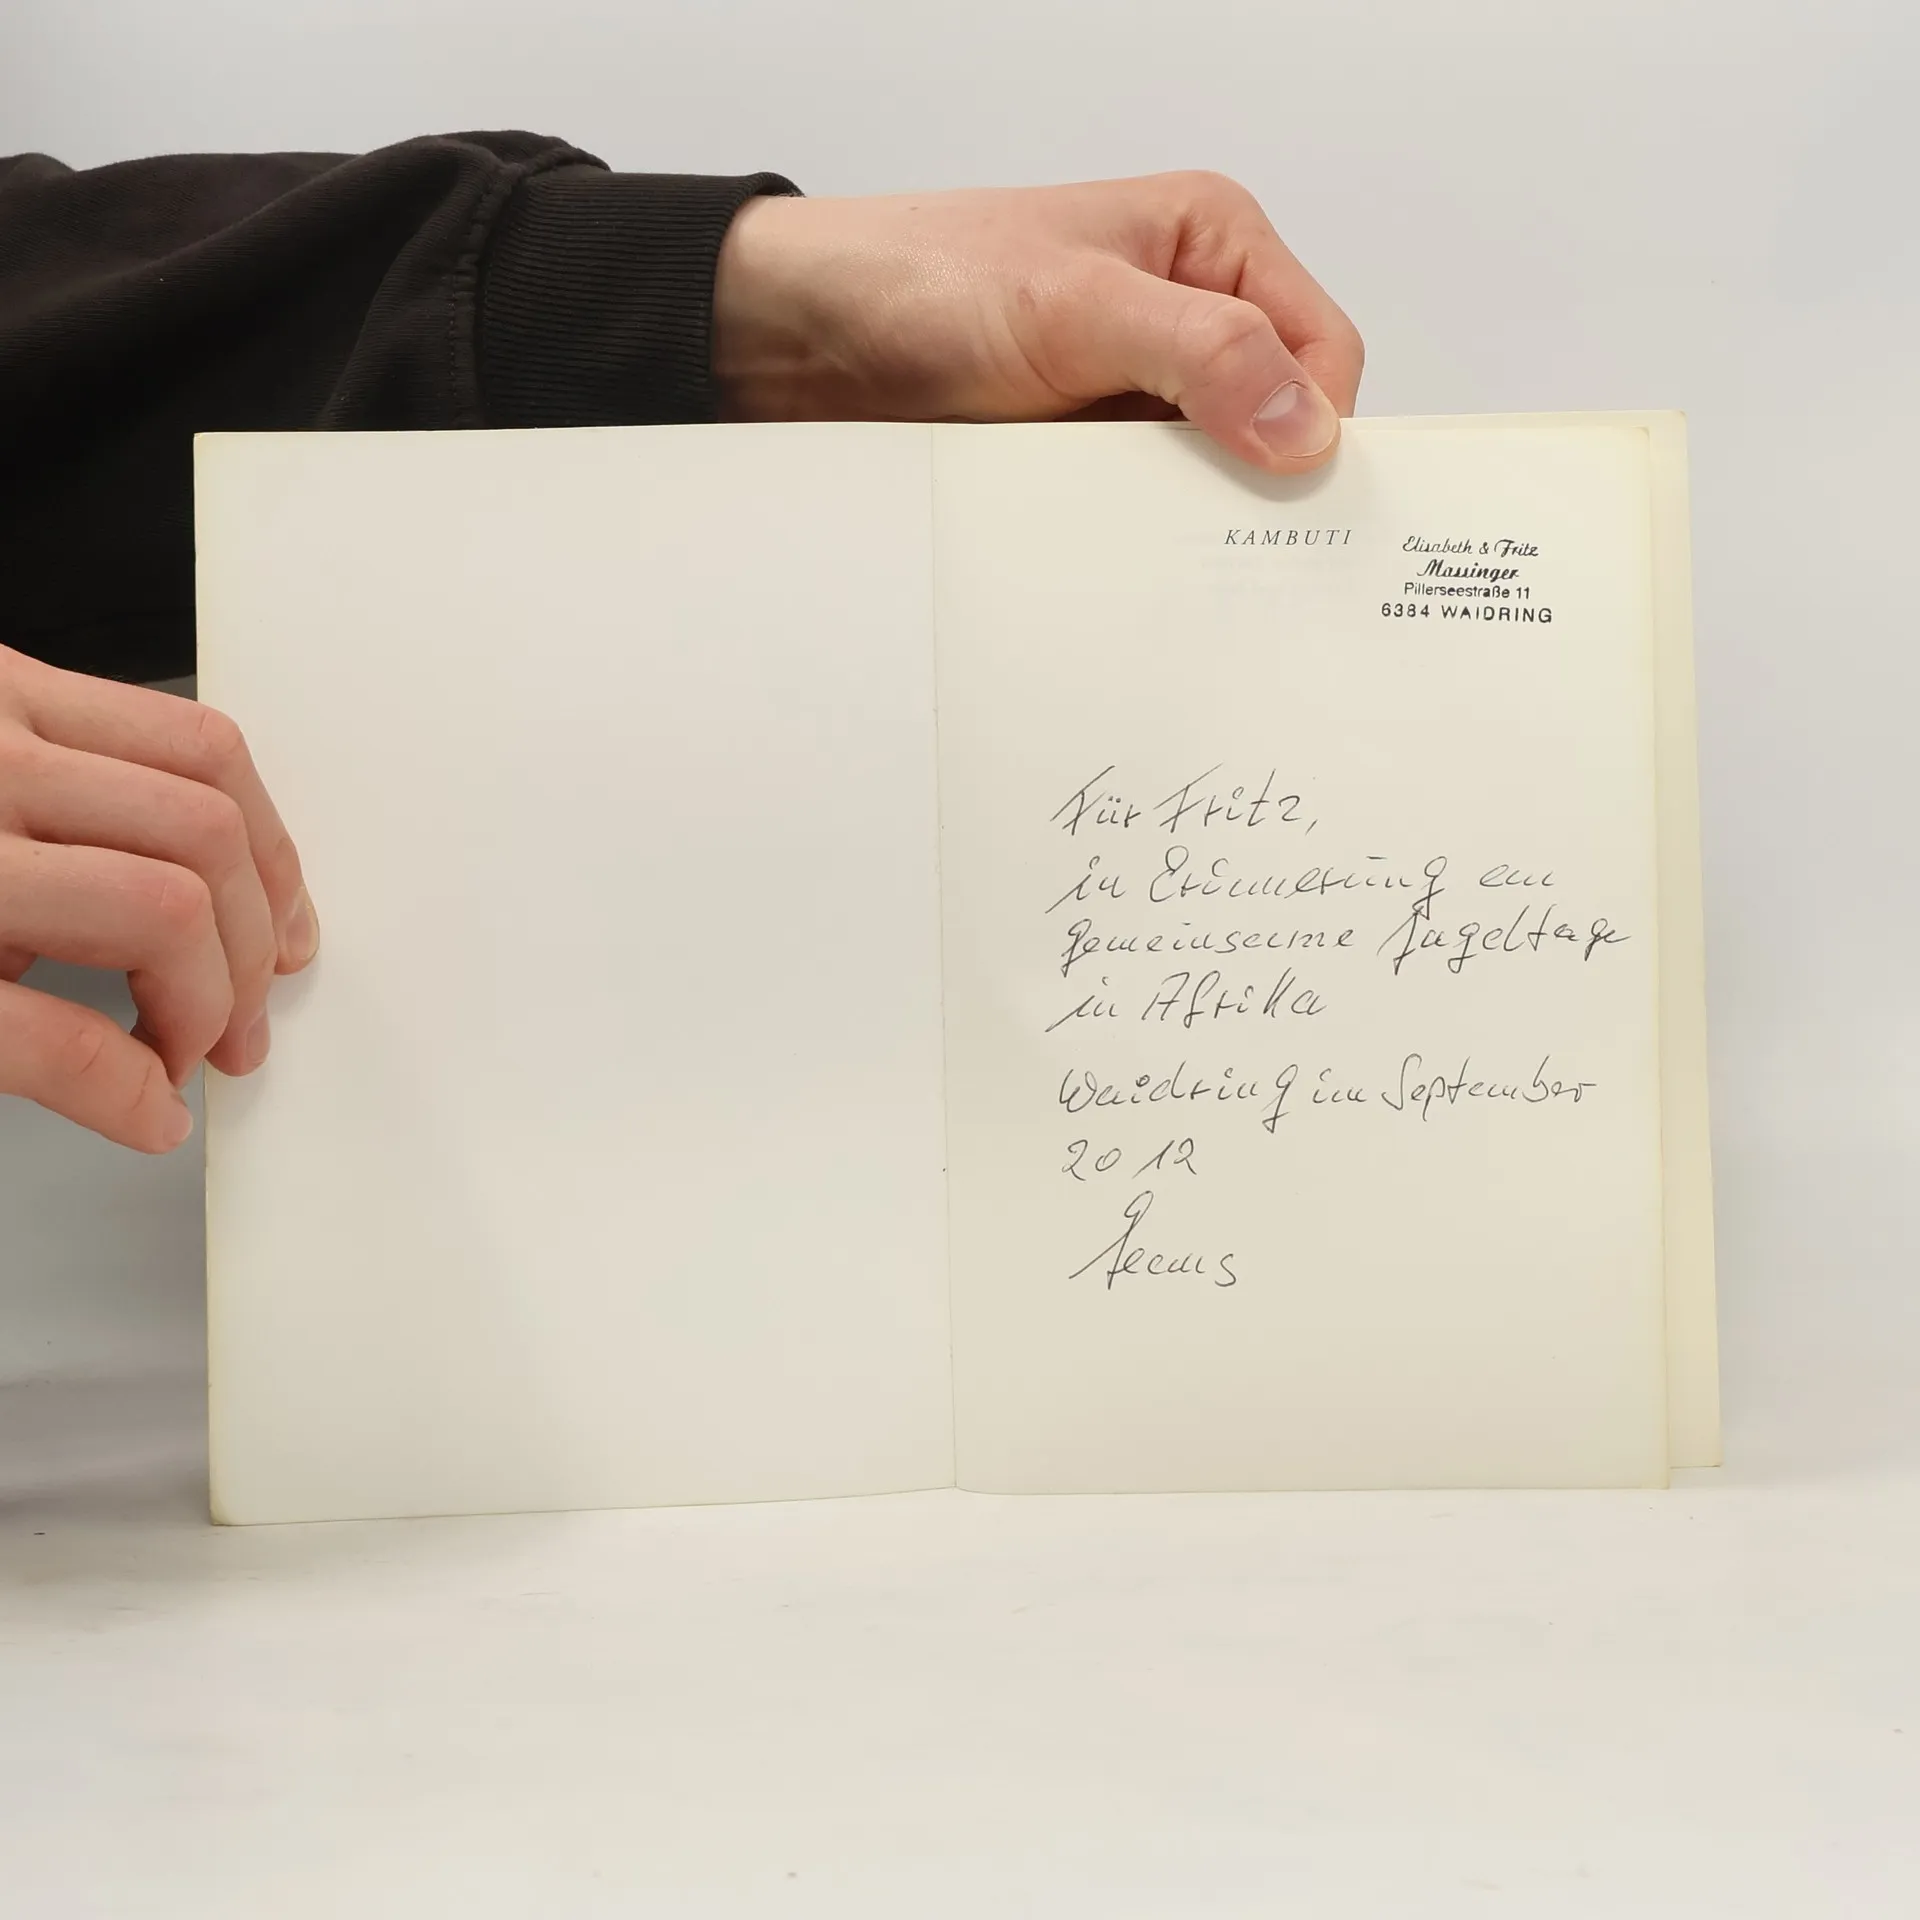 KAMBUTI
Elisabeth & Fritz
Massinger
Pillerseestraße 11
6384 WAIDRING
Für Fritz,
in Erinnerung an
gemeinsame Jagdtage
in Afrika
Waidring im September
2012